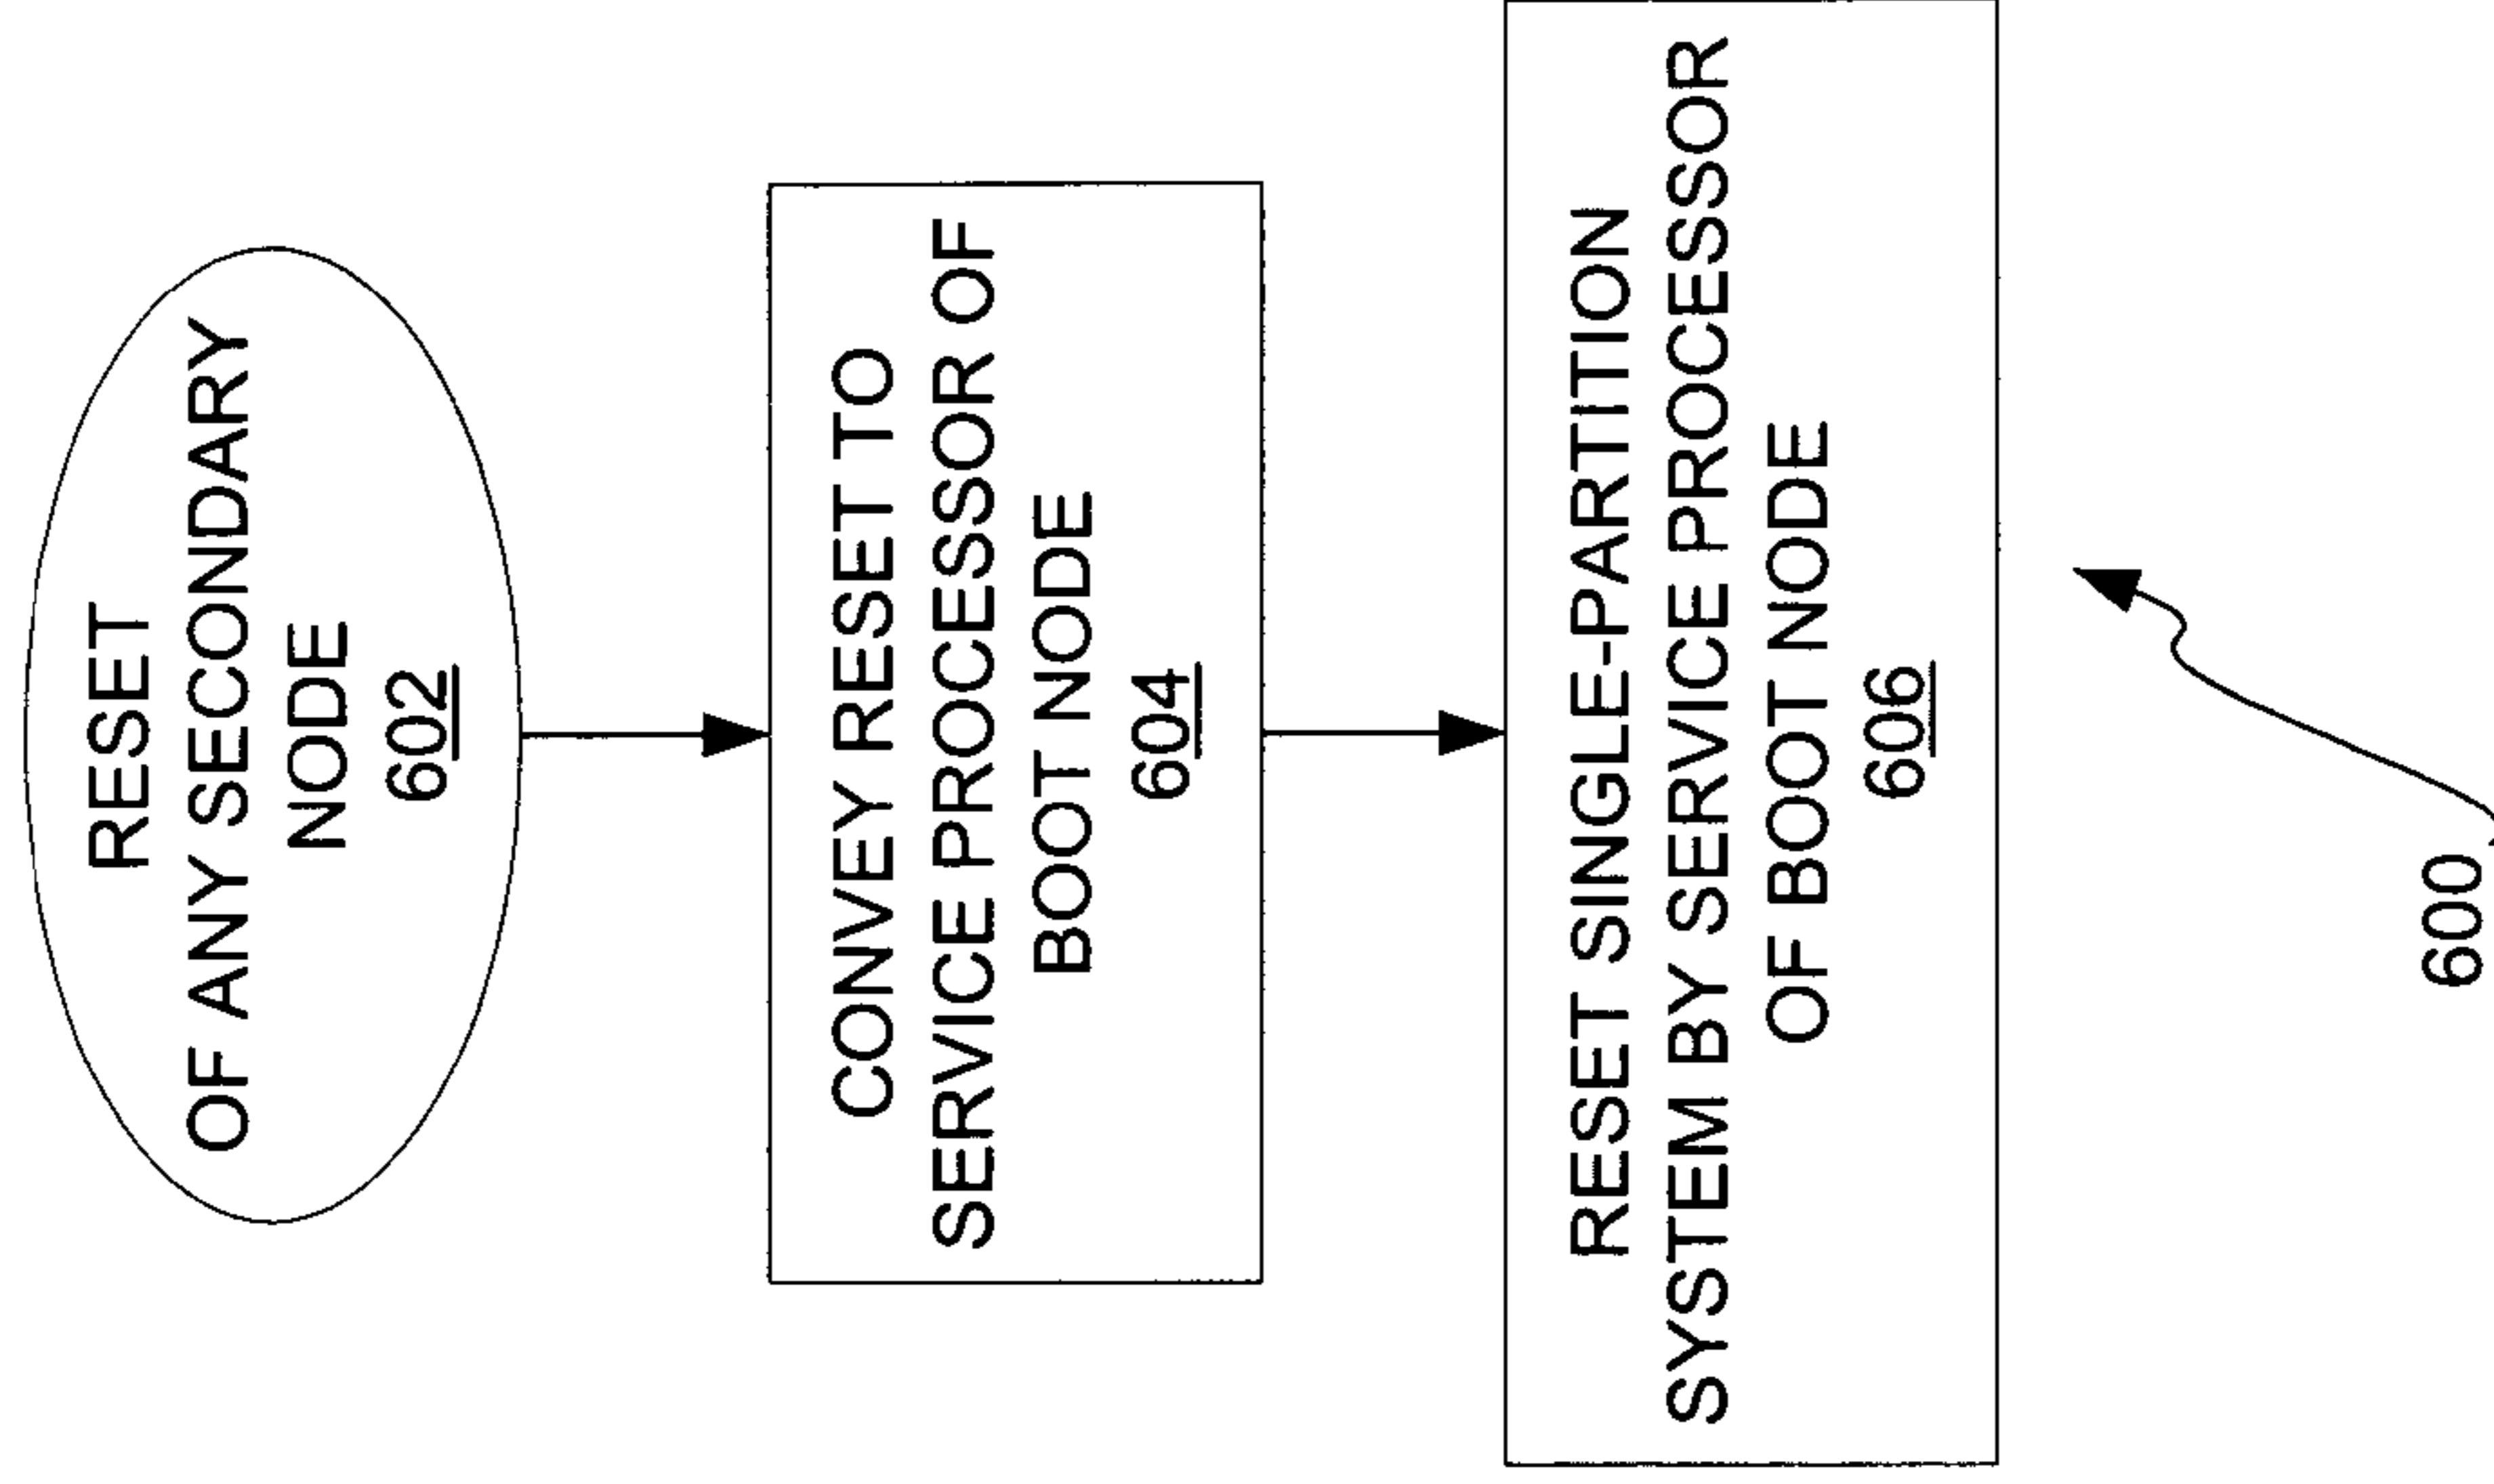 RESET
OF ANY SECONDARY
NODE
602
CONVEY RESET TO
SERVICE PROCESSOR OF
BOOT NODE
604
RESET SINGLE-PARTITION
SYSTEM BY SERVICE PROCESSOR
OF BOOT NODE
606
600